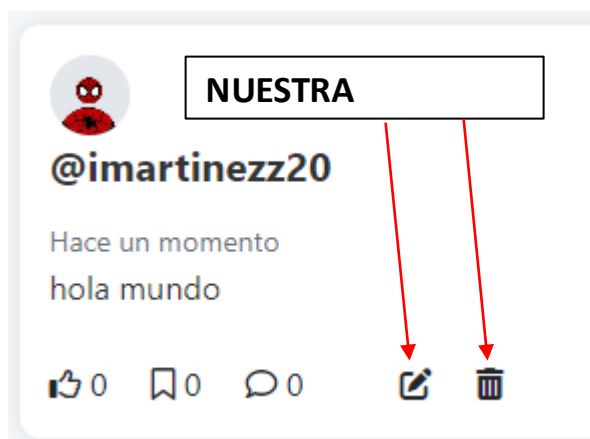 NUESTRA
@imartinezz20
Hace un momento
hola mundo
0 0 0